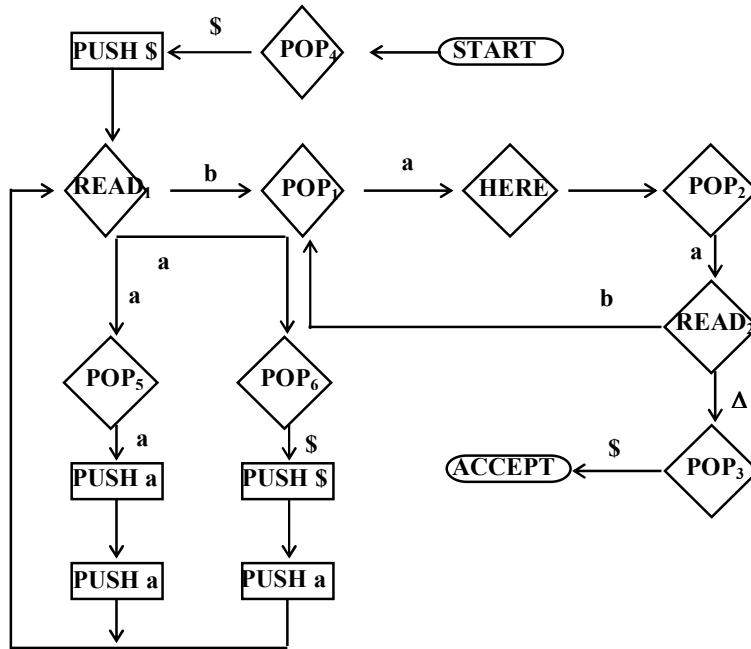 PUSH $
$
POP4
START
READ1
b
POP1
a
HERE
POP2
a
a
a
b
READ2
POP5
POP6
Δ
a
$
PUSH a
PUSH $
ACCEPT
$
POP3
PUSH a
PUSH a